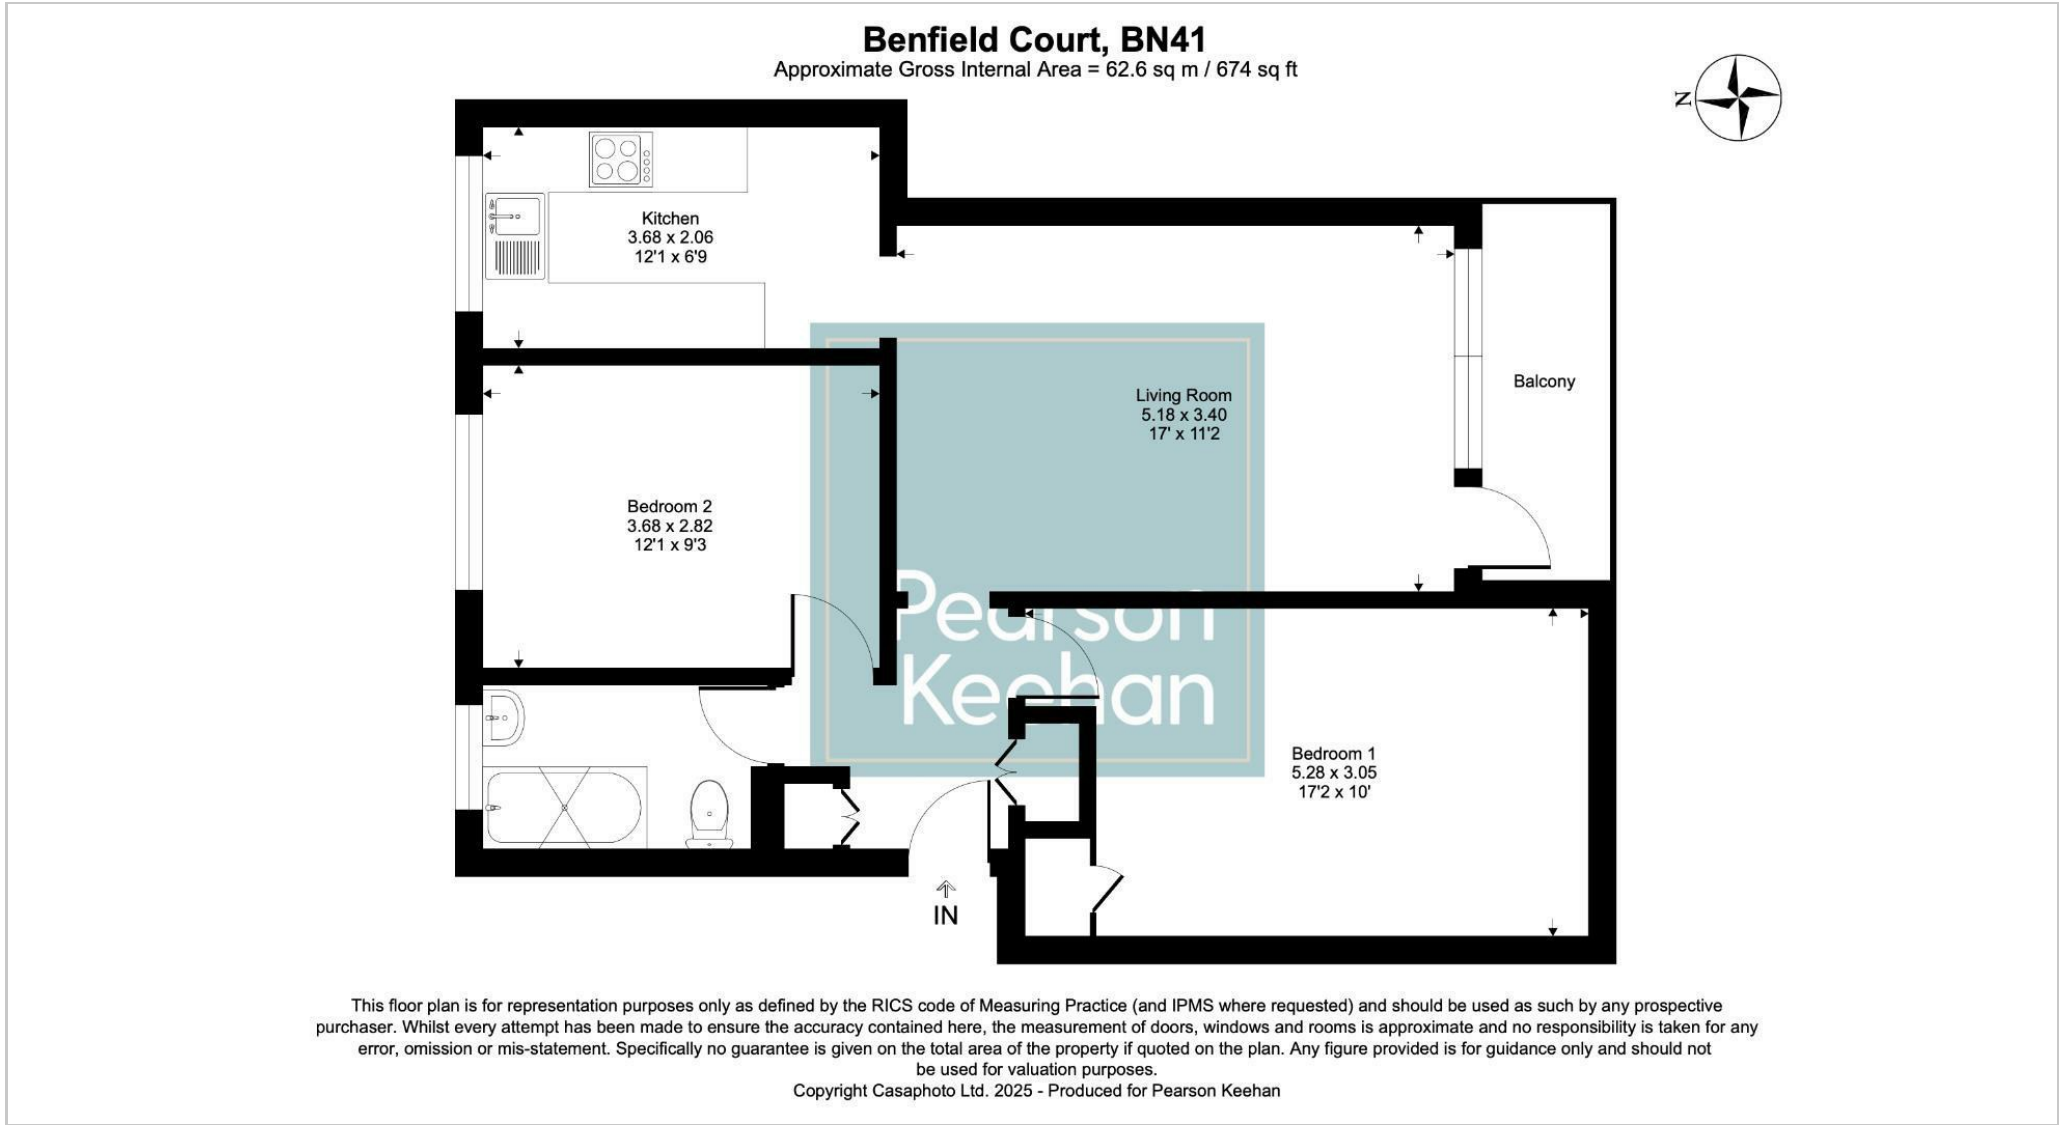 Benfield Court, BN41
Approximate Gross Internal Area = 62.6 sq m / 674 sq ft
N
Kitchen
3.68 x 2.06
12'1 x 6'9
Living Room
5.18 x 3.40
17' x 11'2
Balcony
Bedroom 2
3.68 x 2.82
12'1 x 9'3
Pearson
Keehan
Bedroom 1
5.28 x 3.05
17'2 x 10'
IN
This floor plan is for representation purposes only as defined by the RICS code of Measuring Practice (and IPMS where requested) and should be used as such by any prospective
purchaser. Whilst every attempt has been made to ensure the accuracy contained here, the measurement of doors, windows and rooms is approximate and no responsibility is taken for any
error, omission or mis-statement. Specifically no guarantee is given on the total area of the property if quoted on the plan. Any figure provided is for guidance only and should not
be used for valuation purposes.
Copyright Casaphoto Ltd. 2025 - Produced for Pearson Keehan